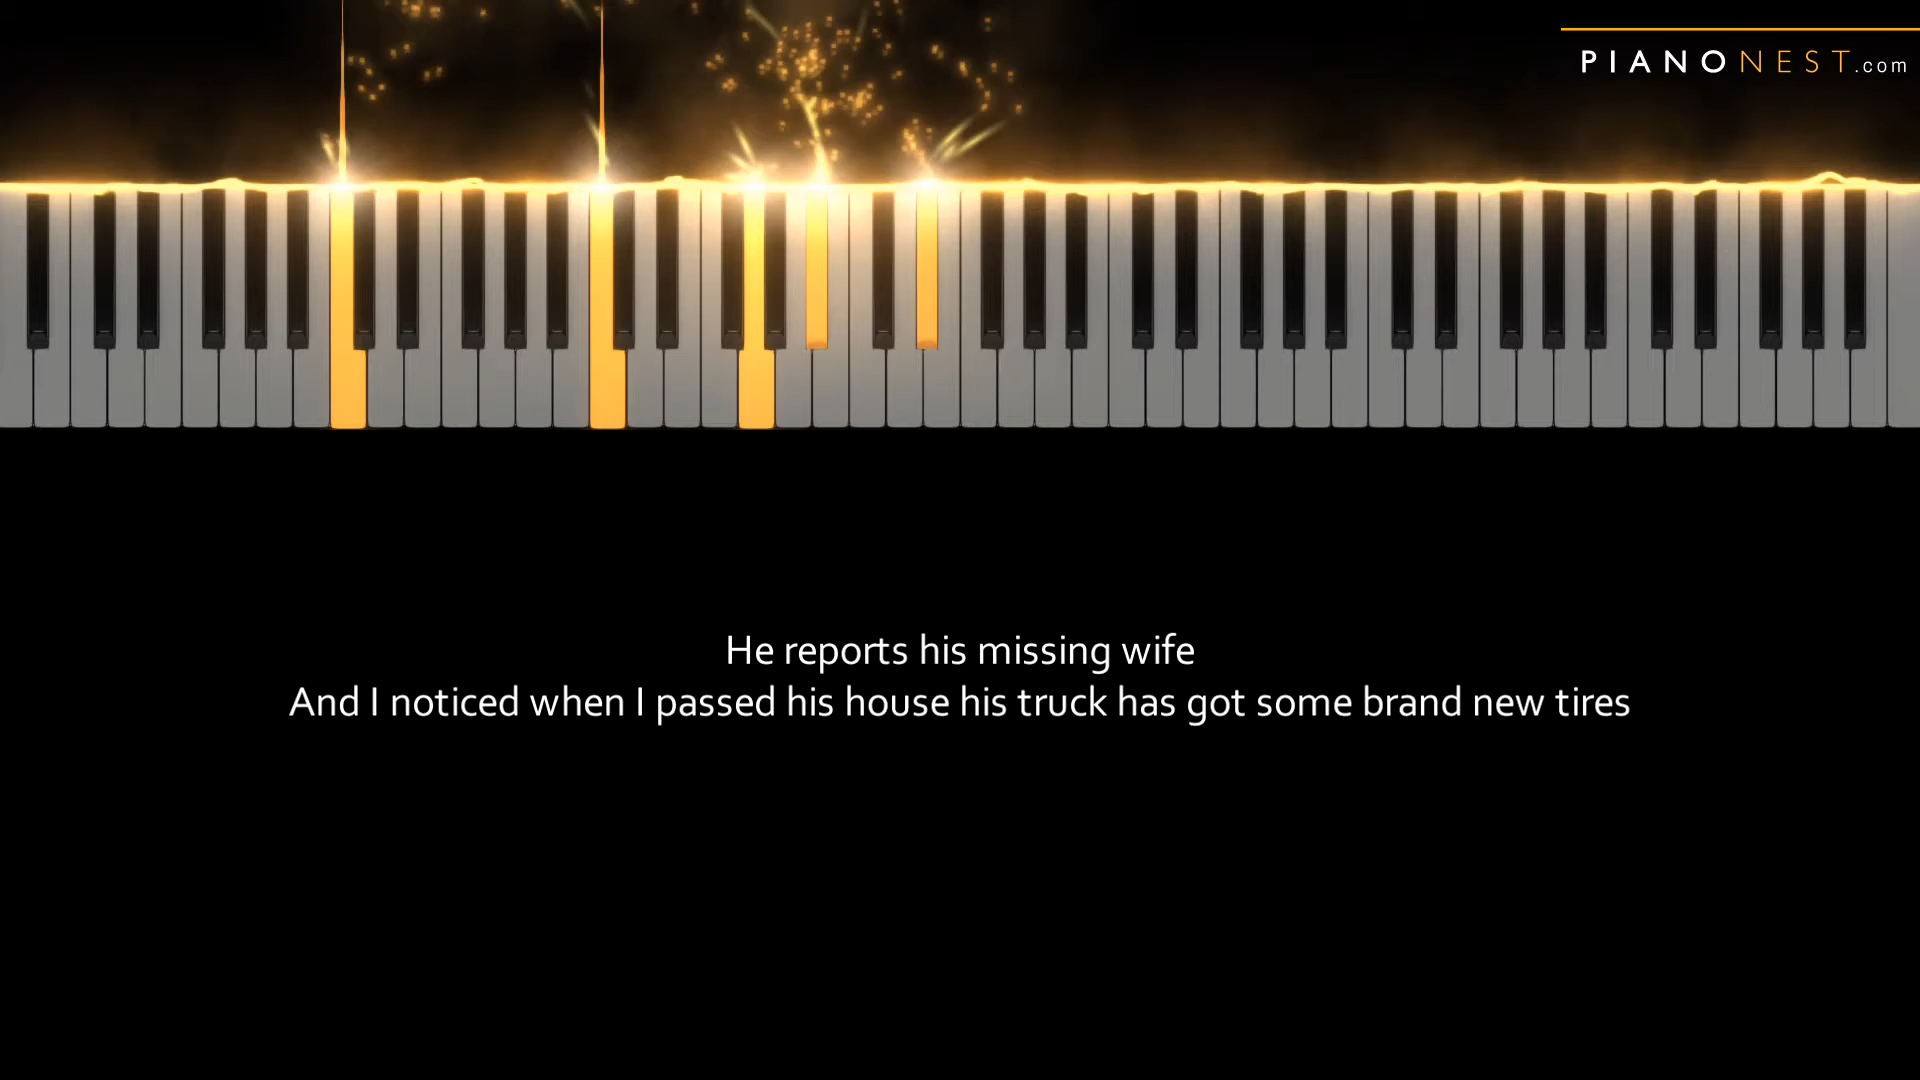 PIANONEST.com
He reports his missing wife
And I noticed when I passed his house his truck has got some brand new tires